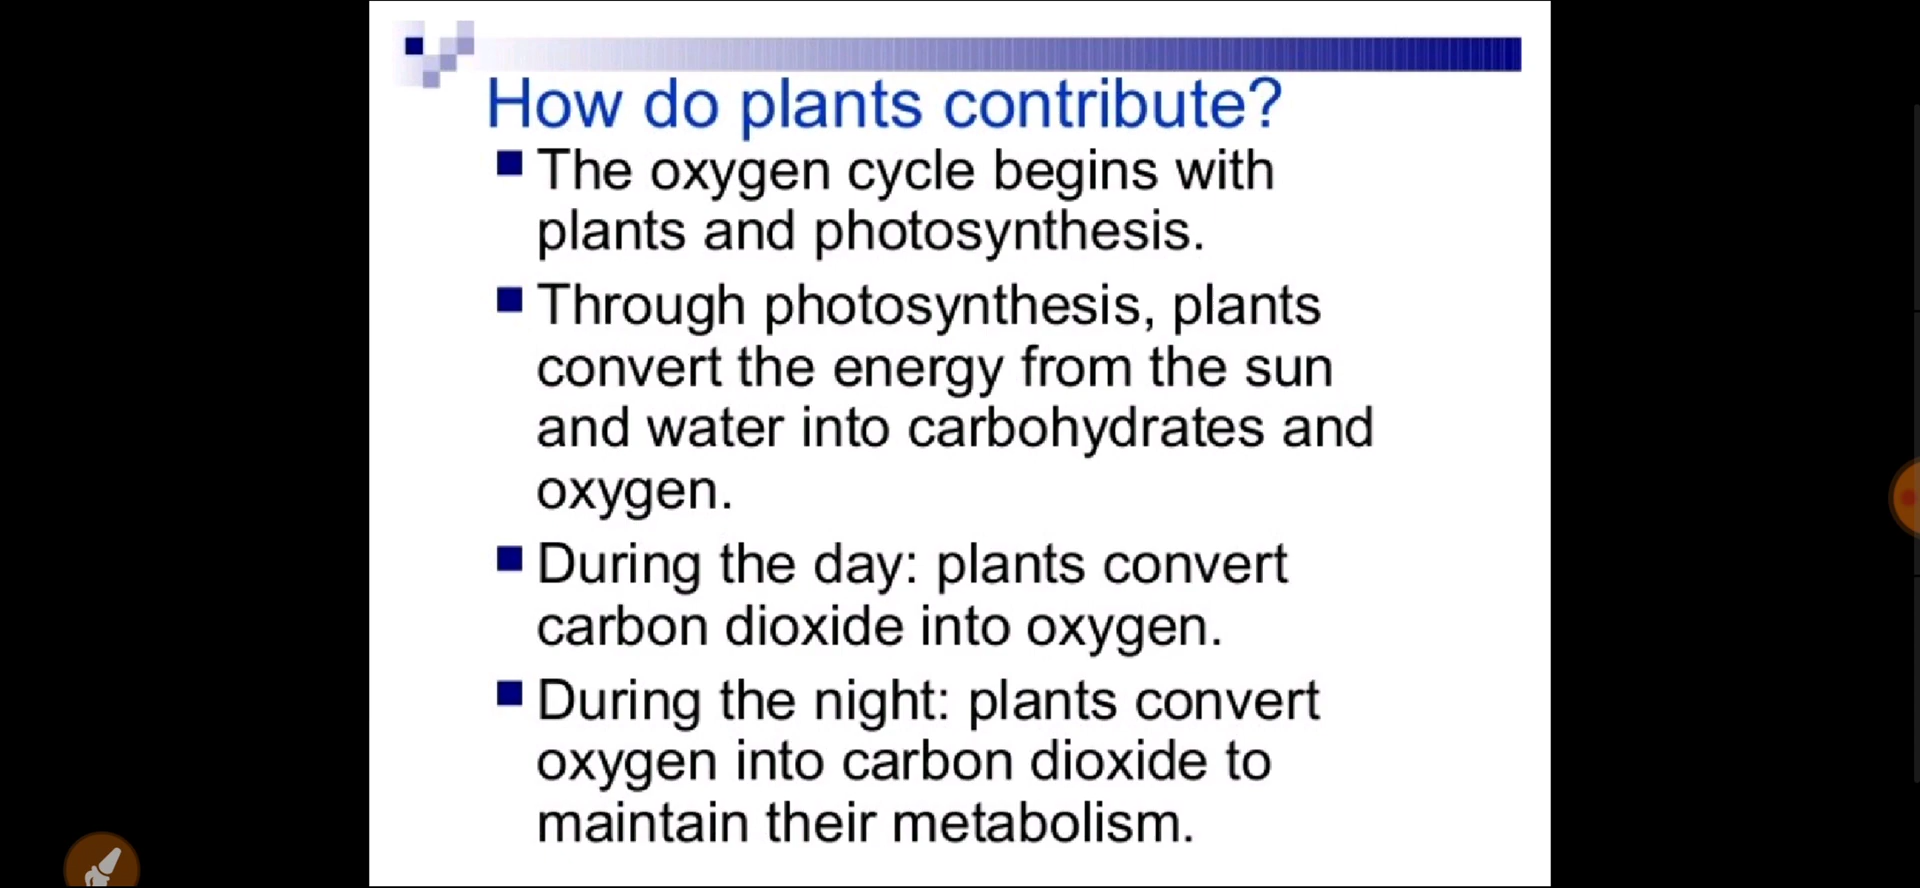 How do plants contribute?
The oxygen cycle begins with
plants and photosynthesis.
Through photosynthesis, plants
convert the energy from the sun
and water into carbohydrates and
oxygen.
During the day: plants convert
carbon dioxide into oxygen.
During the night: plants convert
oxygen into carbon dioxide to
maintain their metabolism.